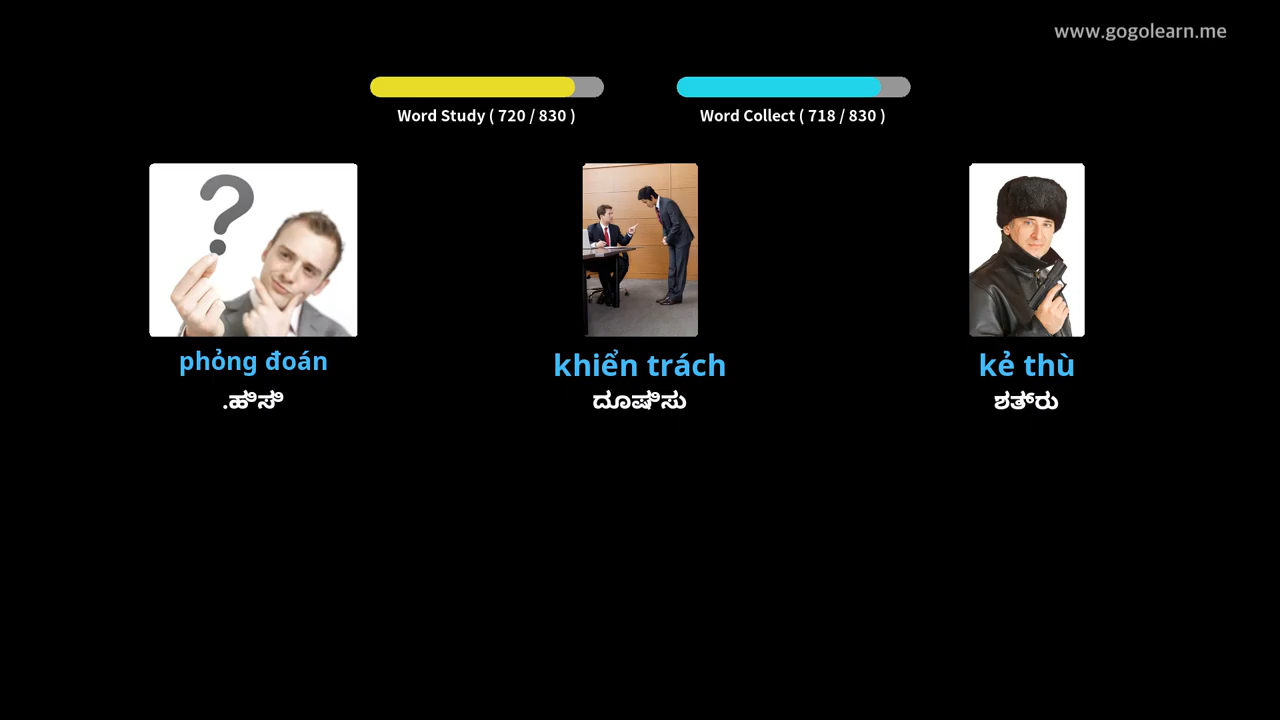 www.gogolearn.me
Word Study ( 720 / 830 )
Word Collect ( 718 / 830 )
phỏng đoán
khiển trách
kẻ thù
.ಹಿಸಿ
ದೂಷಿಸು
ಶತ್ರು